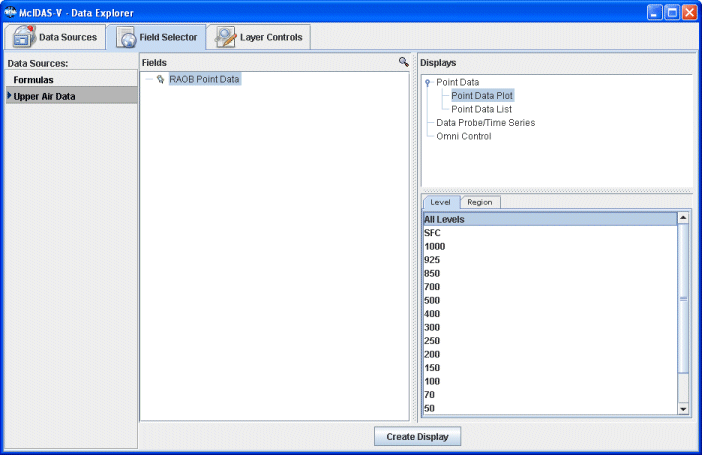 McIDAS-V - Data Explorer
Data Sources
Field Selector
Layer Controls
Data Sources:
Formulas
Upper Air Data
Fields
RAOB Point Data
Displays
Point Data
Point Data Plot
Point Data List
Data Probe/Time Series
Omni Control
Level
Region
All Levels
SFC
1000
925
850
700
500
400
300
250
200
150
100
70
50
Create Display